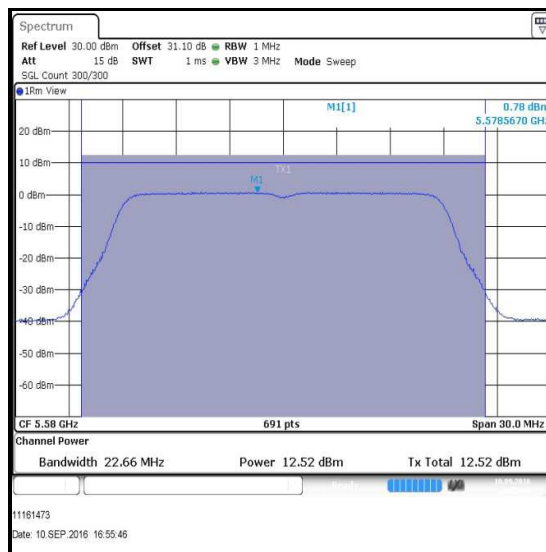 Spectrum
Ref Level 30.00 dBm Offset 31.10 dB RBW 1 MHz
Att 15 dB SWT 1 ms VBW 3 MHz Mode Sweep
SGL Count 300/300
1Rm View
M1[1] 0.78 dBm
5.5785670 GHz
20 dBm
10 dBm
TX1
M1
0 dBm
-10 dBm
-20 dBm
-30 dBm
-40 dBm
-50 dBm
-60 dBm
CF 5.58 GHz 691 pts Span 30.0 MHz
Channel Power
Bandwidth 22.66 MHz Power 12.52 dBm Tx Total 12.52 dBm
11161473
Date: 10.SEP.2016 16:55:46